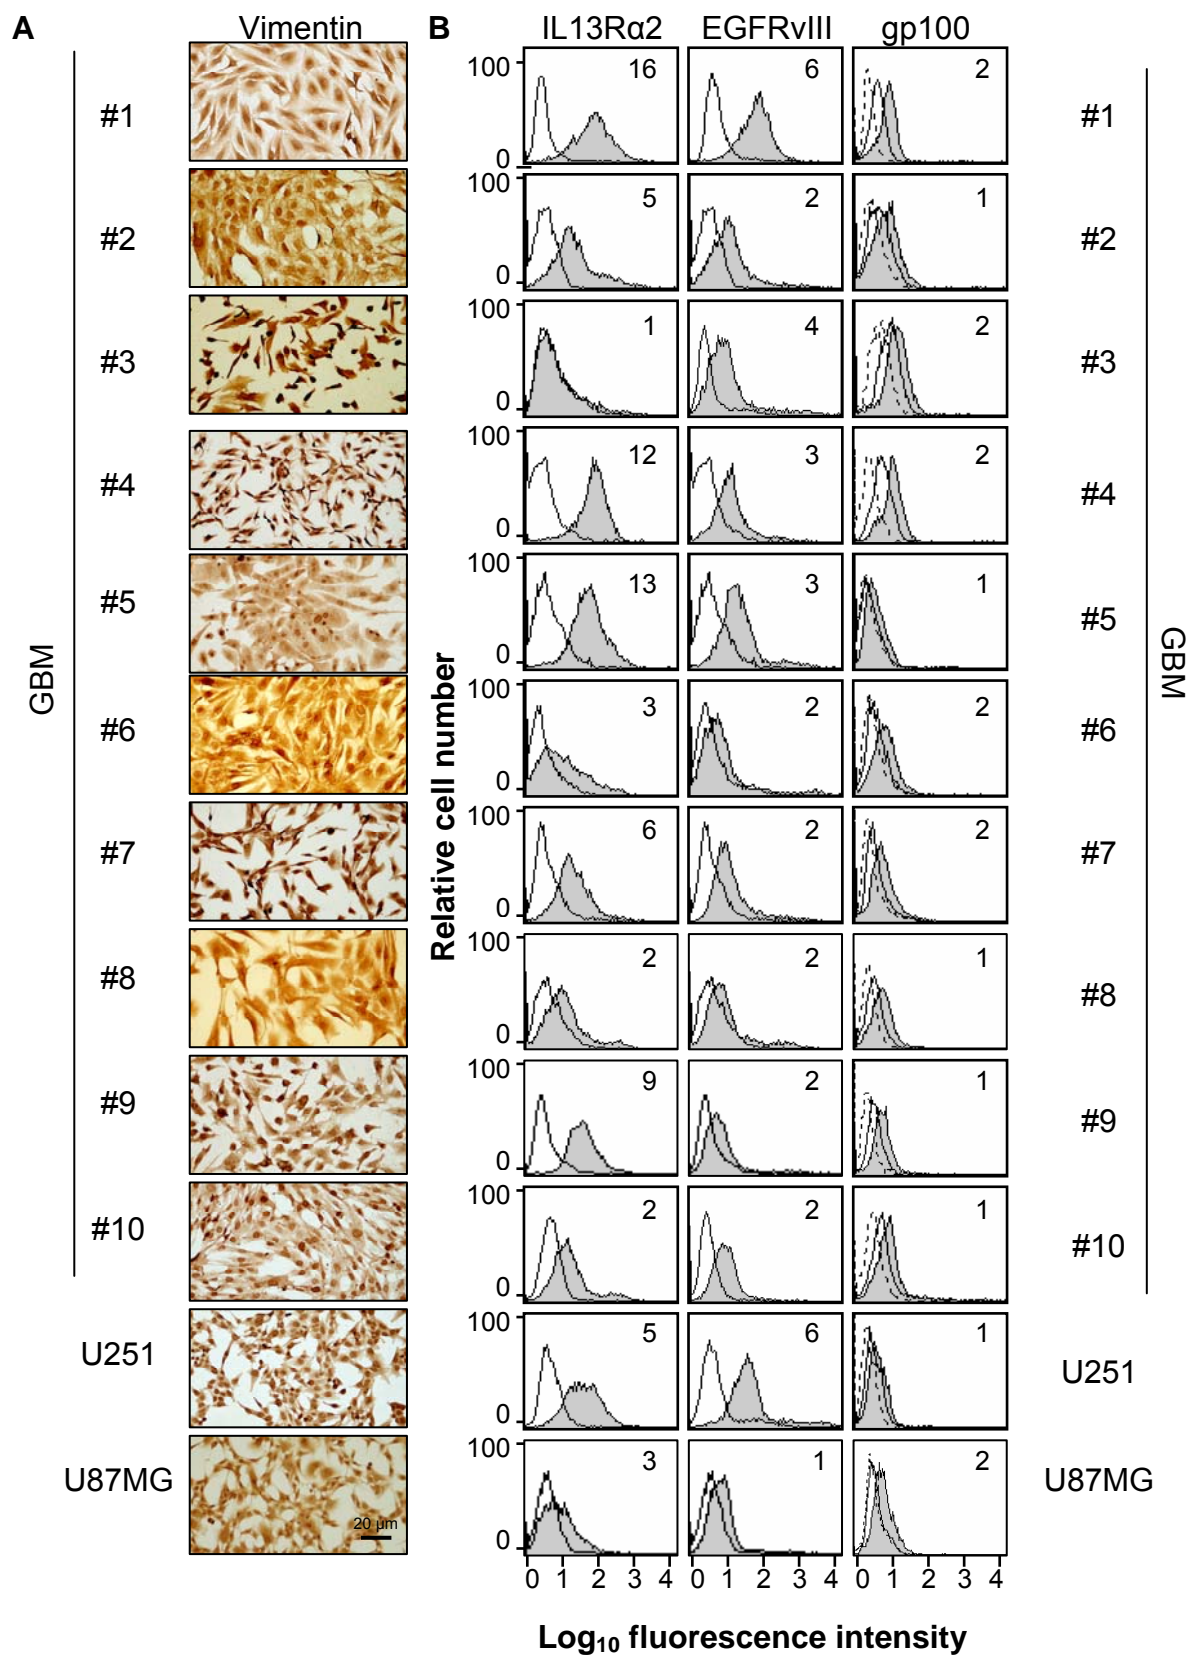 A Vimentin B IL13Rα2 EGFRvIII gp100
100 16 6 2
#1 #1
0
100 5 2 1
#2 #2
0
100 1 4 2
#3 #3
0
100 12 3 2
#4 #4
0
100 13 3 1
#5 #5
0
GBM GBM
Relative cell number
100 3 2 2
#6 #6
0
100 6 2 2
#7 #7
0
100 2 2 1
#8 #8
0
100 9 2 1
#9 #9
0
100 2 2 1
#10 #10
0
100 5 6 1
U251 U251
0
100 3 1 2
U87MG U87MG
20 µm
0
0 1 2 3 4 0 1 2 3 4 0 1 2 3 4
Log₁₀ fluorescence intensity